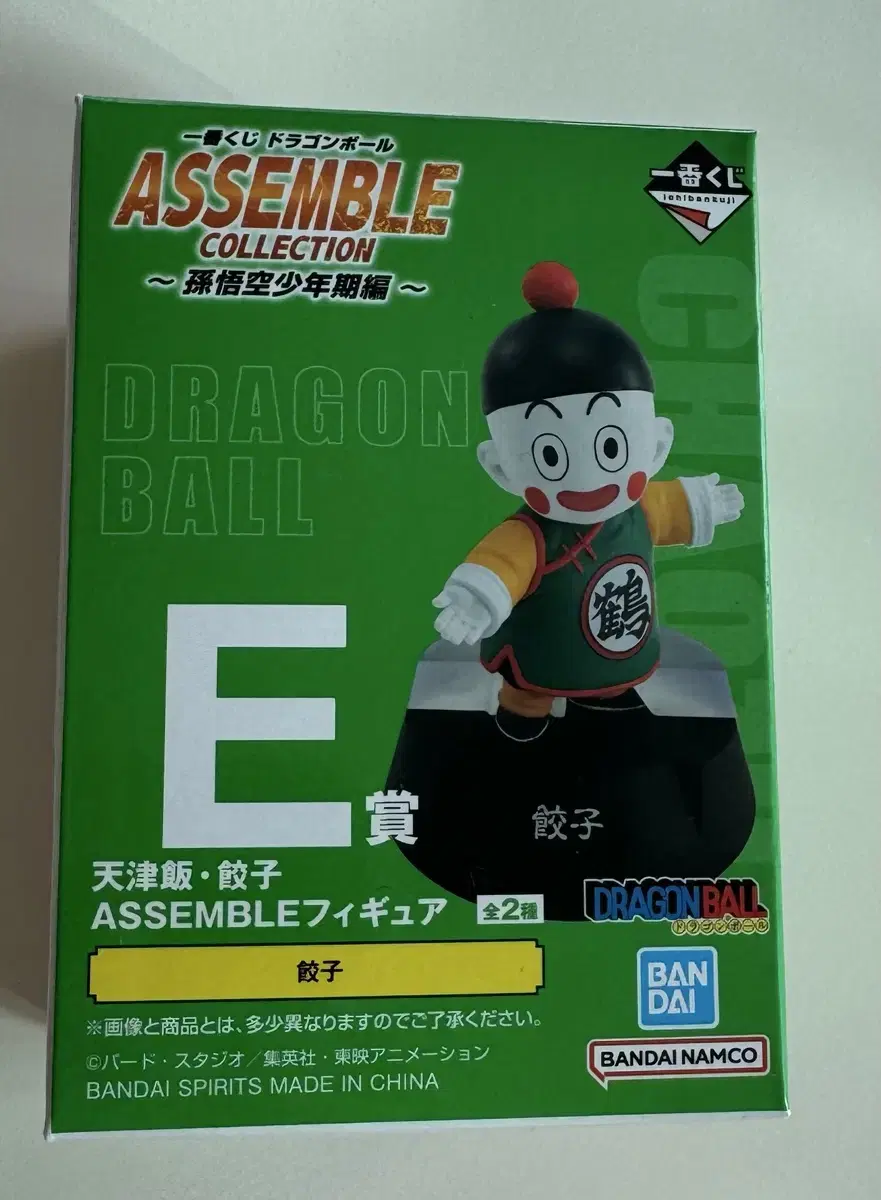 一番くじ ドラゴンボール
ASSEMBLE
COLLECTION
～ 孫悟空少年期編 ～
一番くじ
ichibankuji
DRAGON
BALL
鶴
餃子
E賞
天津飯・餃子
ASSEMBLEフィギュア 全2種
餃子
DRAGONBALL
ドラゴンボール
※画像と商品とは、多少異なりますのでご了承ください。
©バード・スタジオ／集英社・東映アニメーション
BANDAI SPIRITS MADE IN CHINA
BAN
DAI
BANDAI NAMCO